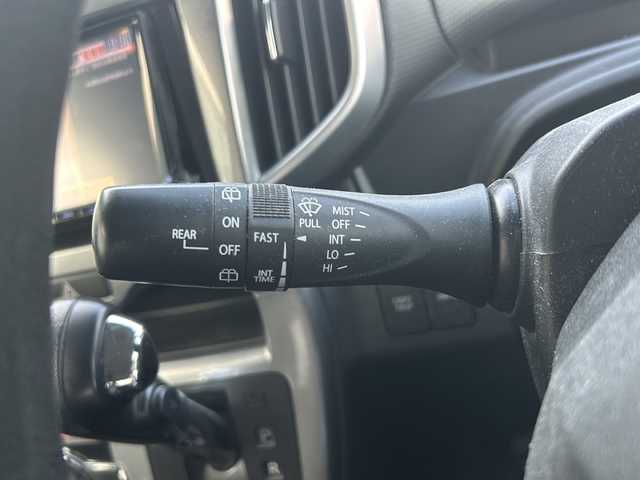 REAR
ON
OFF
FAST
INT
TIME
PULL
MIST
OFF
INT
LO
HI
R